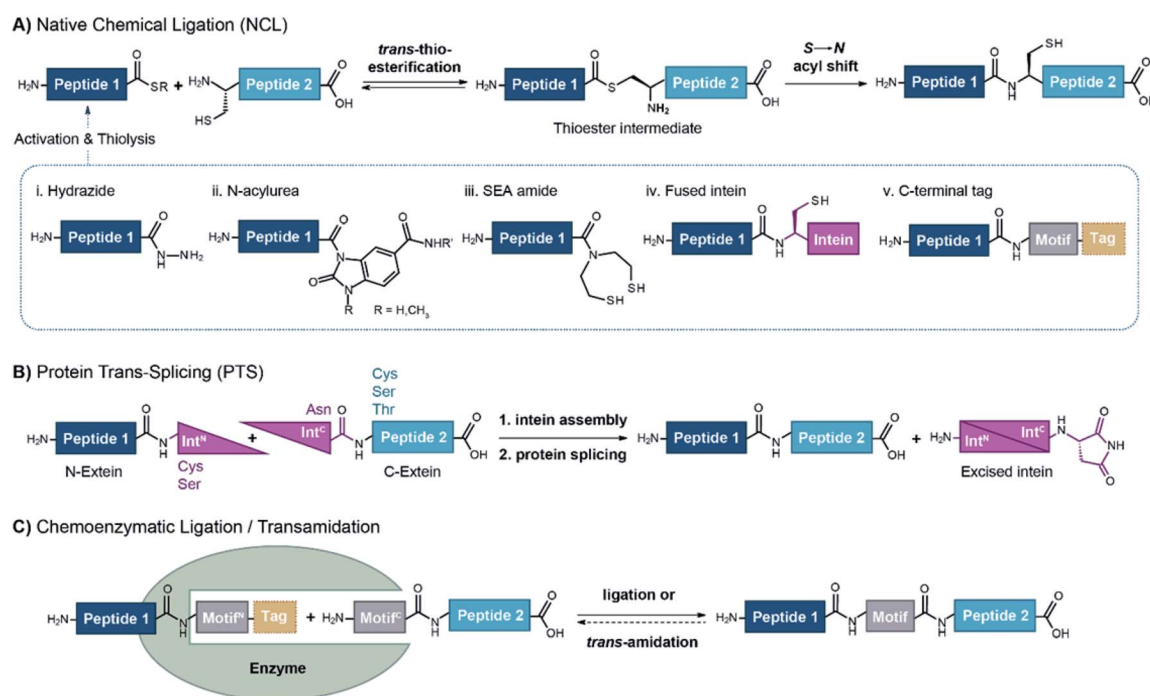 A) Native Chemical Ligation (NCL)
H₂N Peptide 1 O SR + H₂N HS Peptide 2 O OH
trans-thio-
esterification
H₂N Peptide 1 O S NH₂ Peptide 2 O OH
Thioester intermediate
S→N
acyl shift
H₂N Peptide 1 O N H SH Peptide 2 O OH
Activation & Thiolysis
i. Hydrazide
H₂N Peptide 1 O N H NH₂
ii. N-acylurea
H₂N Peptide 1 O N O N R O NHR'
R = H,CH₃
iii. SEA amide
H₂N Peptide 1 O N SH SH
iv. Fused intein
H₂N Peptide 1 O N H SH Intein
v. C-terminal tag
H₂N Peptide 1 O N H Motif Tag
B) Protein Trans-Splicing (PTS)
H₂N Peptide 1 O N H Intᴺ
Cys
Ser
N-Extein
+
Asn
Intᶜ O N H Peptide 2 O OH
Cys
Ser
Thr
C-Extein
1. intein assembly
2. protein splicing
H₂N Peptide 1 O N H Peptide 2 O OH
+
H₂N Intᴺ Intᶜ H N O NH O
Excised intein
C) Chemoenzymatic Ligation / Transamidation
H₂N Peptide 1 O N H Motifᴺ Tag + H₂N Motifᶜ O N H Peptide 2 O OH
Enzyme
ligation or
trans-amidation
H₂N Peptide 1 O N H Motif O N H Peptide 2 O OH